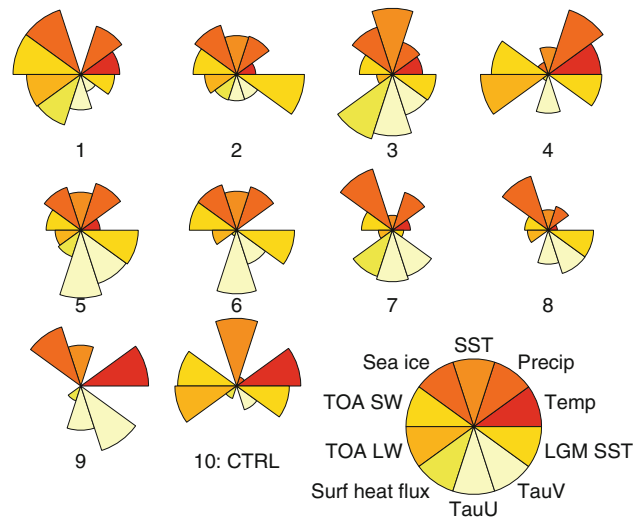 1
2
3
4
5
6
7
8
9
10: CTRL
SST
Sea ice
Precip
TOA SW
Temp
TOA LW
LGM SST
Surf heat flux
TauV
TauU